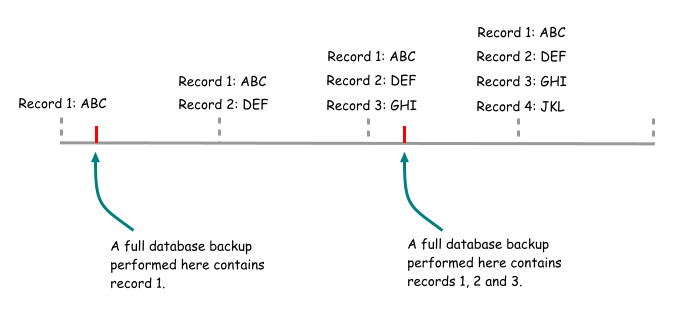 Record 1: ABC
Record 1: ABC
Record 2: DEF
Record 1: ABC
Record 2: DEF
Record 3: GHI
Record 1: ABC
Record 2: DEF
Record 3: GHI
Record 4: JKL
A full database backup
performed here contains
record 1.
A full database backup
performed here contains
records 1, 2 and 3.